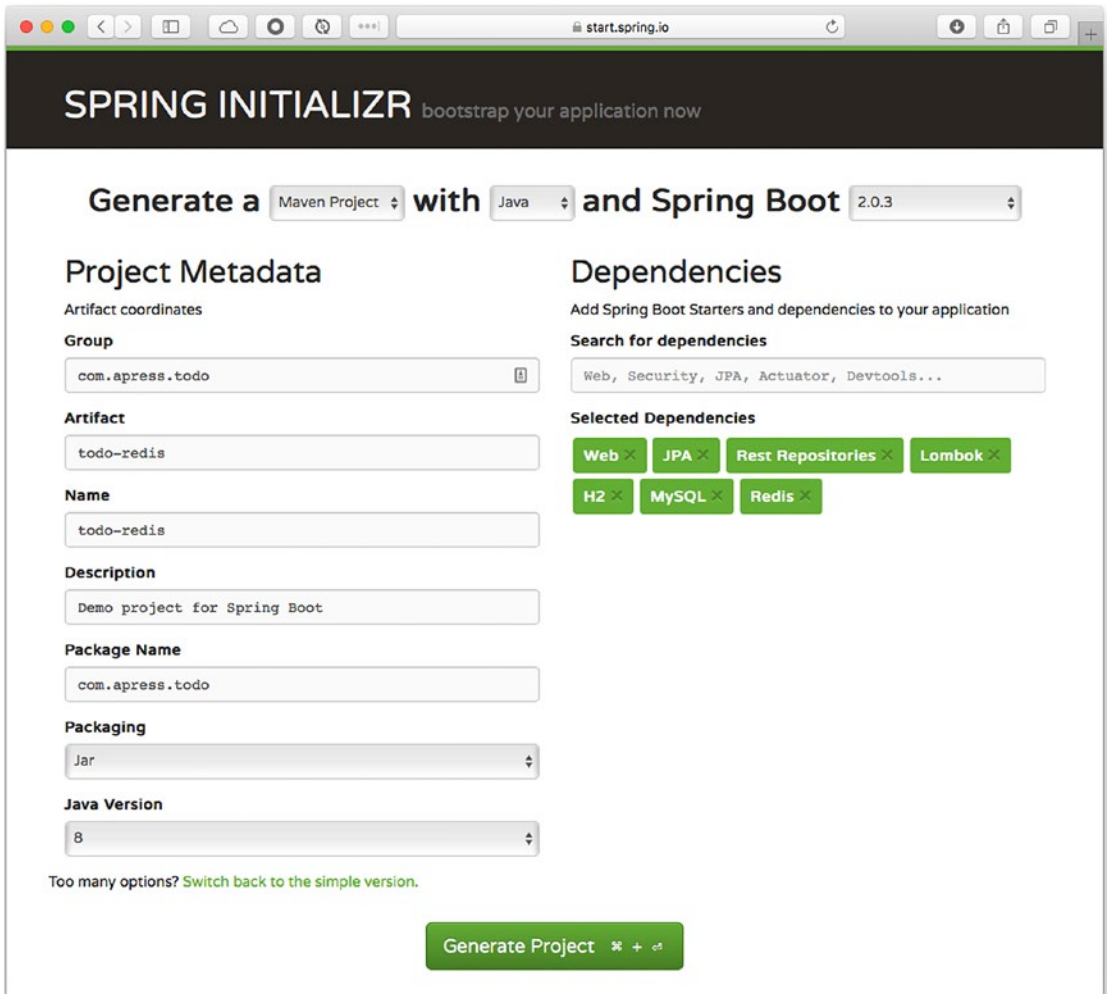 start.spring.io
SPRING INITIALIZR bootstrap your application now
Generate a Maven Project with Java and Spring Boot 2.0.3
Project Metadata
Artifact coordinates
Group
com.apress.todo
Artifact
todo-redis
Name
todo-redis
Description
Demo project for Spring Boot
Package Name
com.apress.todo
Packaging
Jar
Java Version
8
Dependencies
Add Spring Boot Starters and dependencies to your application
Search for dependencies
Web, Security, JPA, Actuator, Devtools...
Selected Dependencies
Web × JPA × Rest Repositories × Lombok ×
H2 × MySQL × Redis ×
Too many options? Switch back to the simple version.
Generate Project ⌘ + ⏎